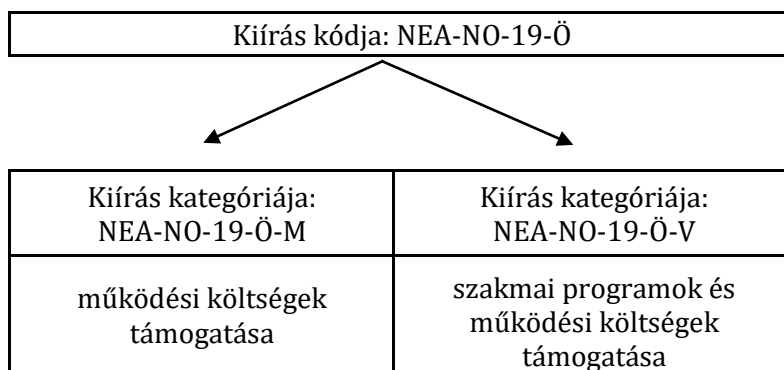 Kiírás kódja: NEA-NO-19-Ö
Kiírás kategóriája:
NEA-NO-19-Ö-M
Kiírás kategóriája:
NEA-NO-19-Ö-V
működési költségek
támogatása
szakmai programok és
működési költségek
támogatása